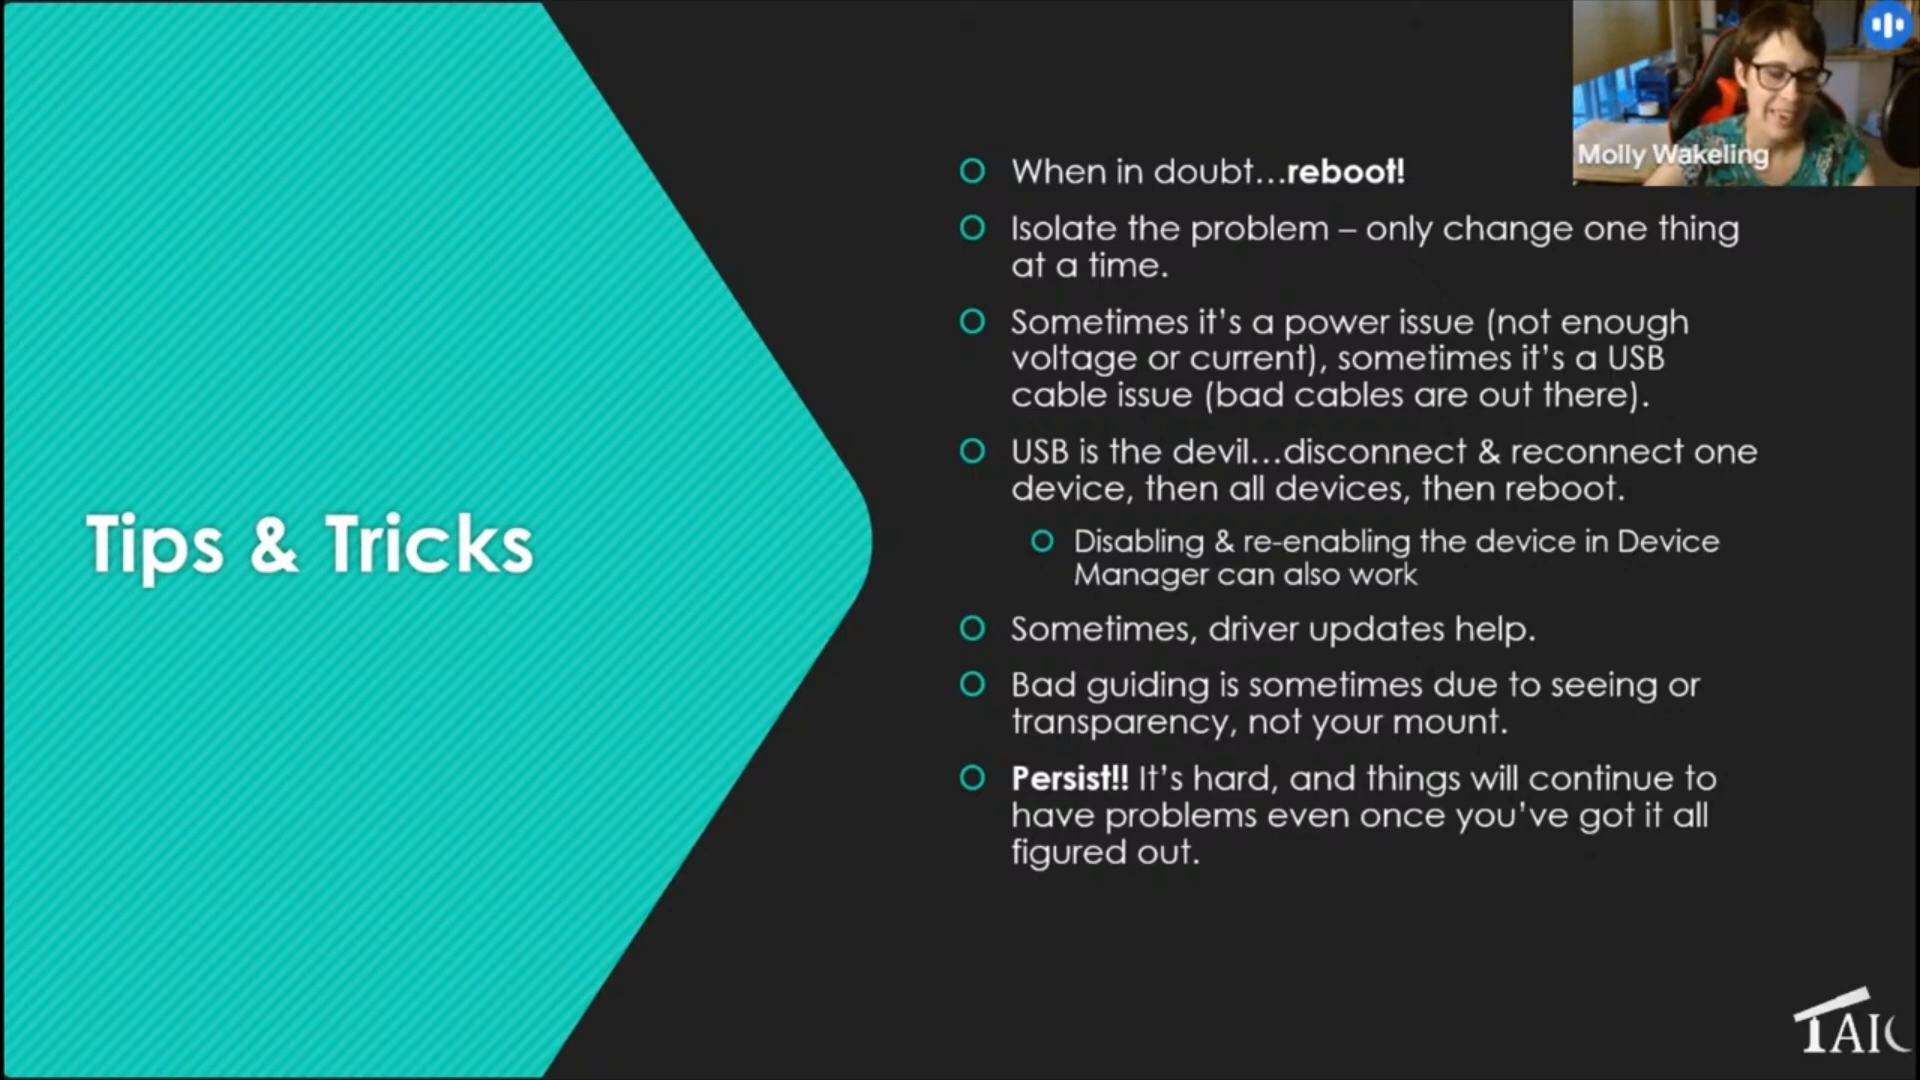 Molly Wakeling
Tips & Tricks
When in doubt...reboot!
Isolate the problem – only change one thing
at a time.
Sometimes it's a power issue (not enough
voltage or current), sometimes it's a USB
cable issue (bad cables are out there).
USB is the devil...disconnect & reconnect one
device, then all devices, then reboot.
Disabling & re-enabling the device in Device
Manager can also work
Sometimes, driver updates help.
Bad guiding is sometimes due to seeing or
transparency, not your mount.
Persist!! It's hard, and things will continue to
have problems even once you've got it all
figured out.
TAIC